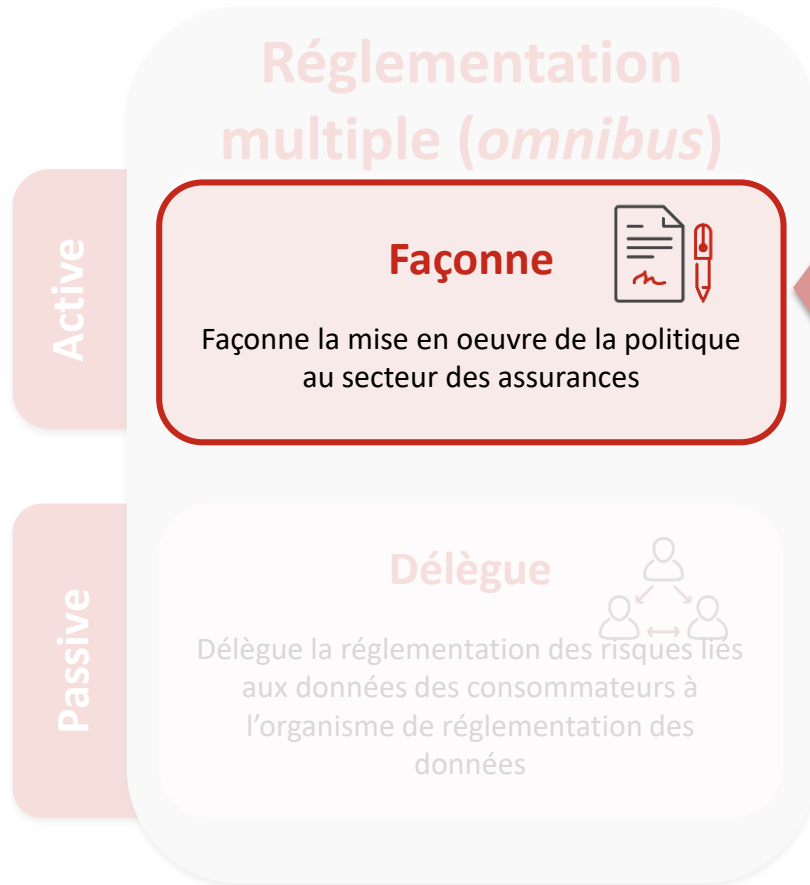 Réglementation
multiple (omnibus)
Active
Façonne
Façonne la mise en oeuvre de la politique
au secteur des assurances
Passive
Délègue
Délègue la réglementation des risques liés
aux données des consommateurs à
l’organisme de réglementation des
données